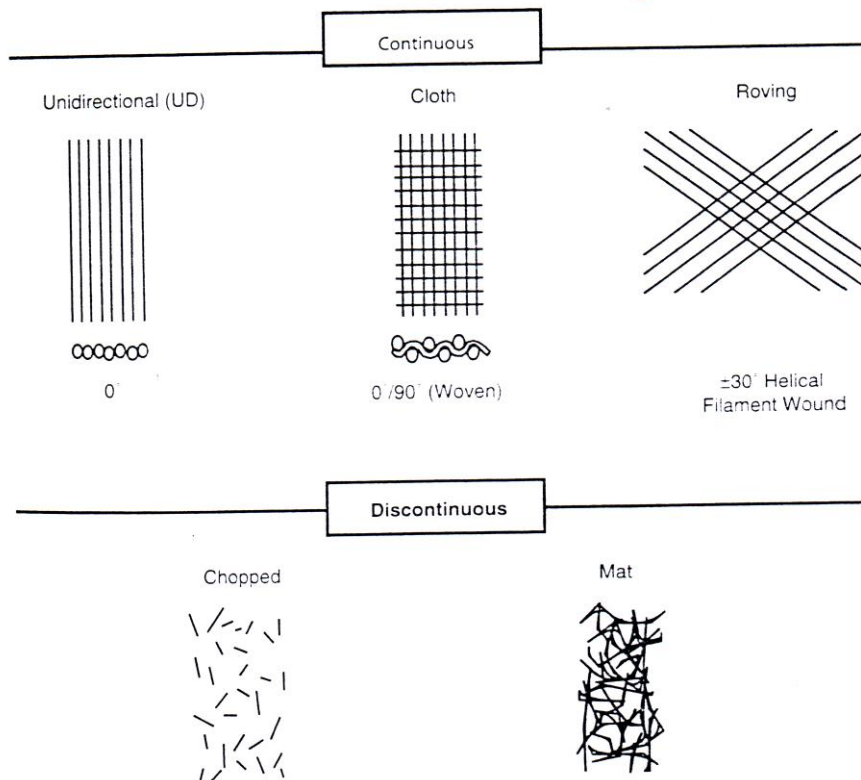 Continuous
Unidirectional (UD)
Cloth
Roving
0°
0°/90° (Woven)
±30° Helical
Filament Wound
Discontinuous
Chopped
Mat